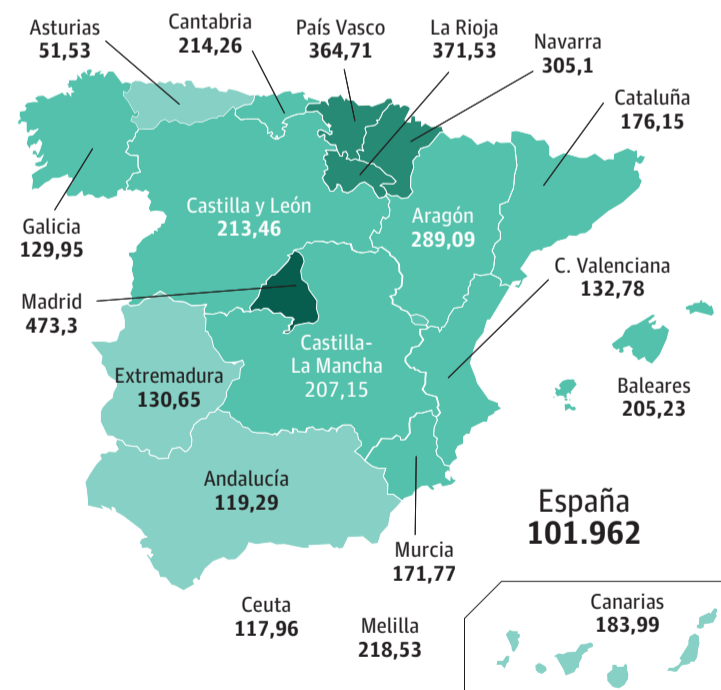 Asturias
51,53
Cantabria
214,26
País Vasco
364,71
La Rioja
371,53
Navarra
305,1
Cataluña
176,15
Galicia
129,95
Castilla y León
213,46
Aragón
289,09
C. Valenciana
132,78
Madrid
473,3
Castilla-
La Mancha
207,15
Extremadura
130,65
Baleares
205,23
Andalucía
119,29
España
101.962
Murcia
171,77
Ceuta
117,96
Melilla
218,53
Canarias
183,99